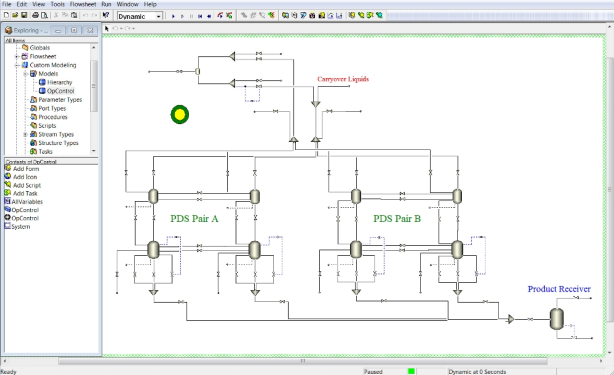 File Edit View Tools Flowsheet Run Window Help
Dynamic
Exploring - ...
All Items
Globals
Flowsheet
Custom Modeling
Models
Hierarchy
OpControl
Parameter Types
Port Types
Procedures
Scripts
Stream Types
Structure Types
Tasks
Contents of OpControl
Add Form
Add Icon
Add Script
Add Task
AllVariables
OpControl
OpControl
System
Carryover Liquids
PDS Pair A
PDS Pair B
Product Receiver
Ready
Paused
Dynamic at 0 Seconds